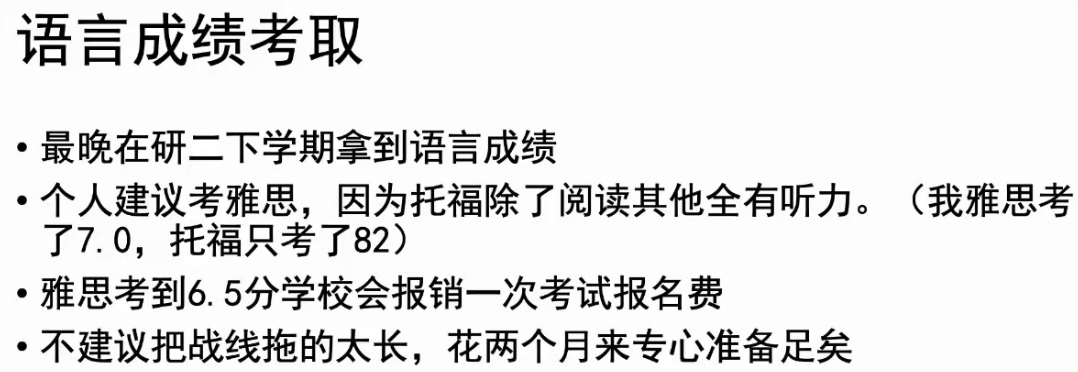 语言成绩考取
• 最晚在研二下学期拿到语言成绩
• 个人建议考雅思，因为托福除了阅读其他全有听力。（我雅思考
了7.0，托福只考了82）
• 雅思考到6.5分学校会报销一次考试报名费
• 不建议把战线拖的太长，花两个月来专心准备足矣